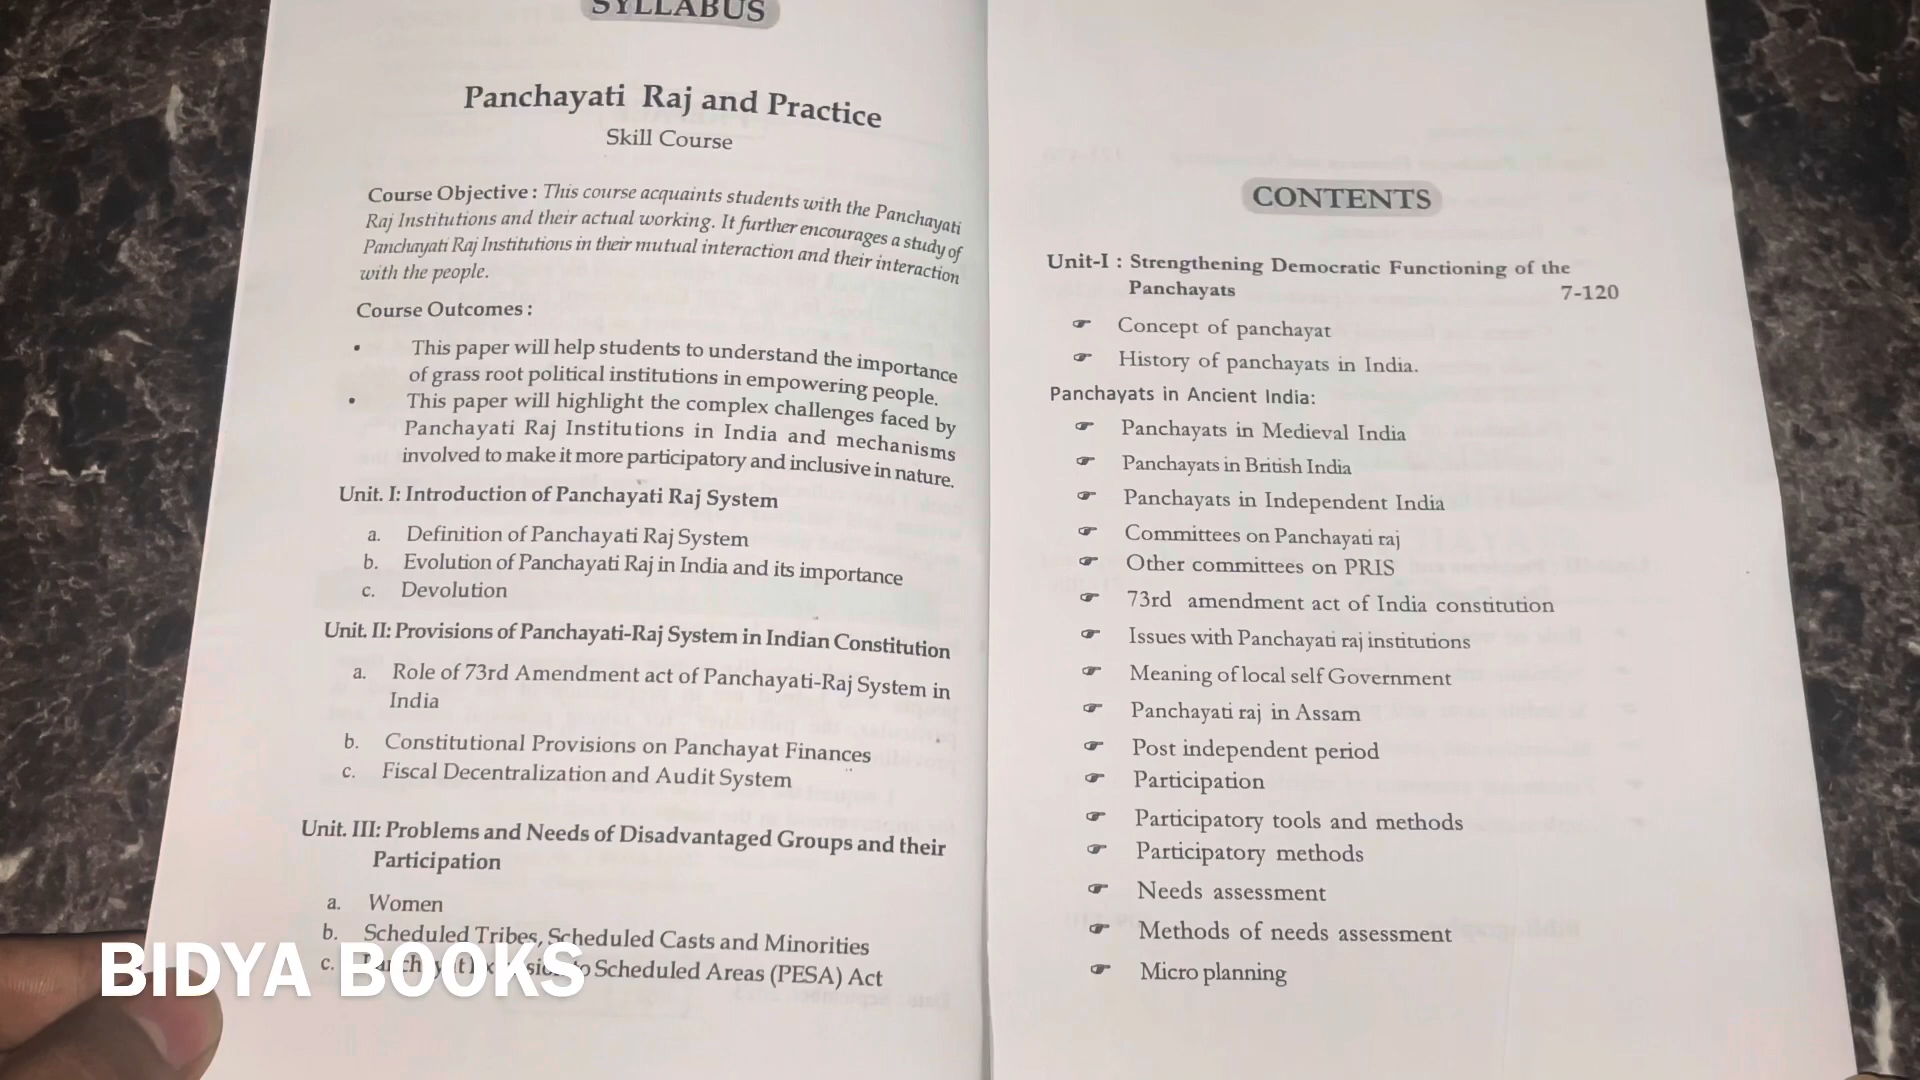 SYLLABUS
Panchayati Raj and Practice
Skill Course
Course Objective : This course acquaints students with the Panchayati
Raj Institutions and their actual working. It further encourages a study of
Panchayati Raj Institutions in their mutual interaction and their interaction
with the people.
Course Outcomes :
• This paper will help students to understand the importance
of grass root political institutions in empowering people.
• This paper will highlight the complex challenges faced by
Panchayati Raj Institutions in India and mechanisms
involved to make it more participatory and inclusive in nature.
Unit. I: Introduction of Panchayati Raj System
a. Definition of Panchayati Raj System
b. Evolution of Panchayati Raj in India and its importance
c. Devolution
Unit. II: Provisions of Panchayati-Raj System in Indian Constitution
a. Role of 73rd Amendment act of Panchayati-Raj System in
India
b. Constitutional Provisions on Panchayat Finances
c. Fiscal Decentralization and Audit System
Unit. III: Problems and Needs of Disadvantaged Groups and their
Participation
a. Women
b. Scheduled Tribes, Scheduled Casts and Minorities
c. to Scheduled Areas (PESA) Act
BIDYA BOOKS
CONTENTS
Unit-I : Strengthening Democratic Functioning of the
Panchayats 7-120
☞ Concept of panchayat
☞ History of panchayats in India.
Panchayats in Ancient India:
☞ Panchayats in Medieval India
☞ Panchayats in British India
☞ Panchayats in Independent India
☞ Committees on Panchayati raj
☞ Other committees on PRIS
☞ 73rd amendment act of India constitution
☞ Issues with Panchayati raj institutions
☞ Meaning of local self Government
☞ Panchayati raj in Assam
☞ Post independent period
☞ Participation
☞ Participatory tools and methods
☞ Participatory methods
☞ Needs assessment
☞ Methods of needs assessment
☞ Micro planning